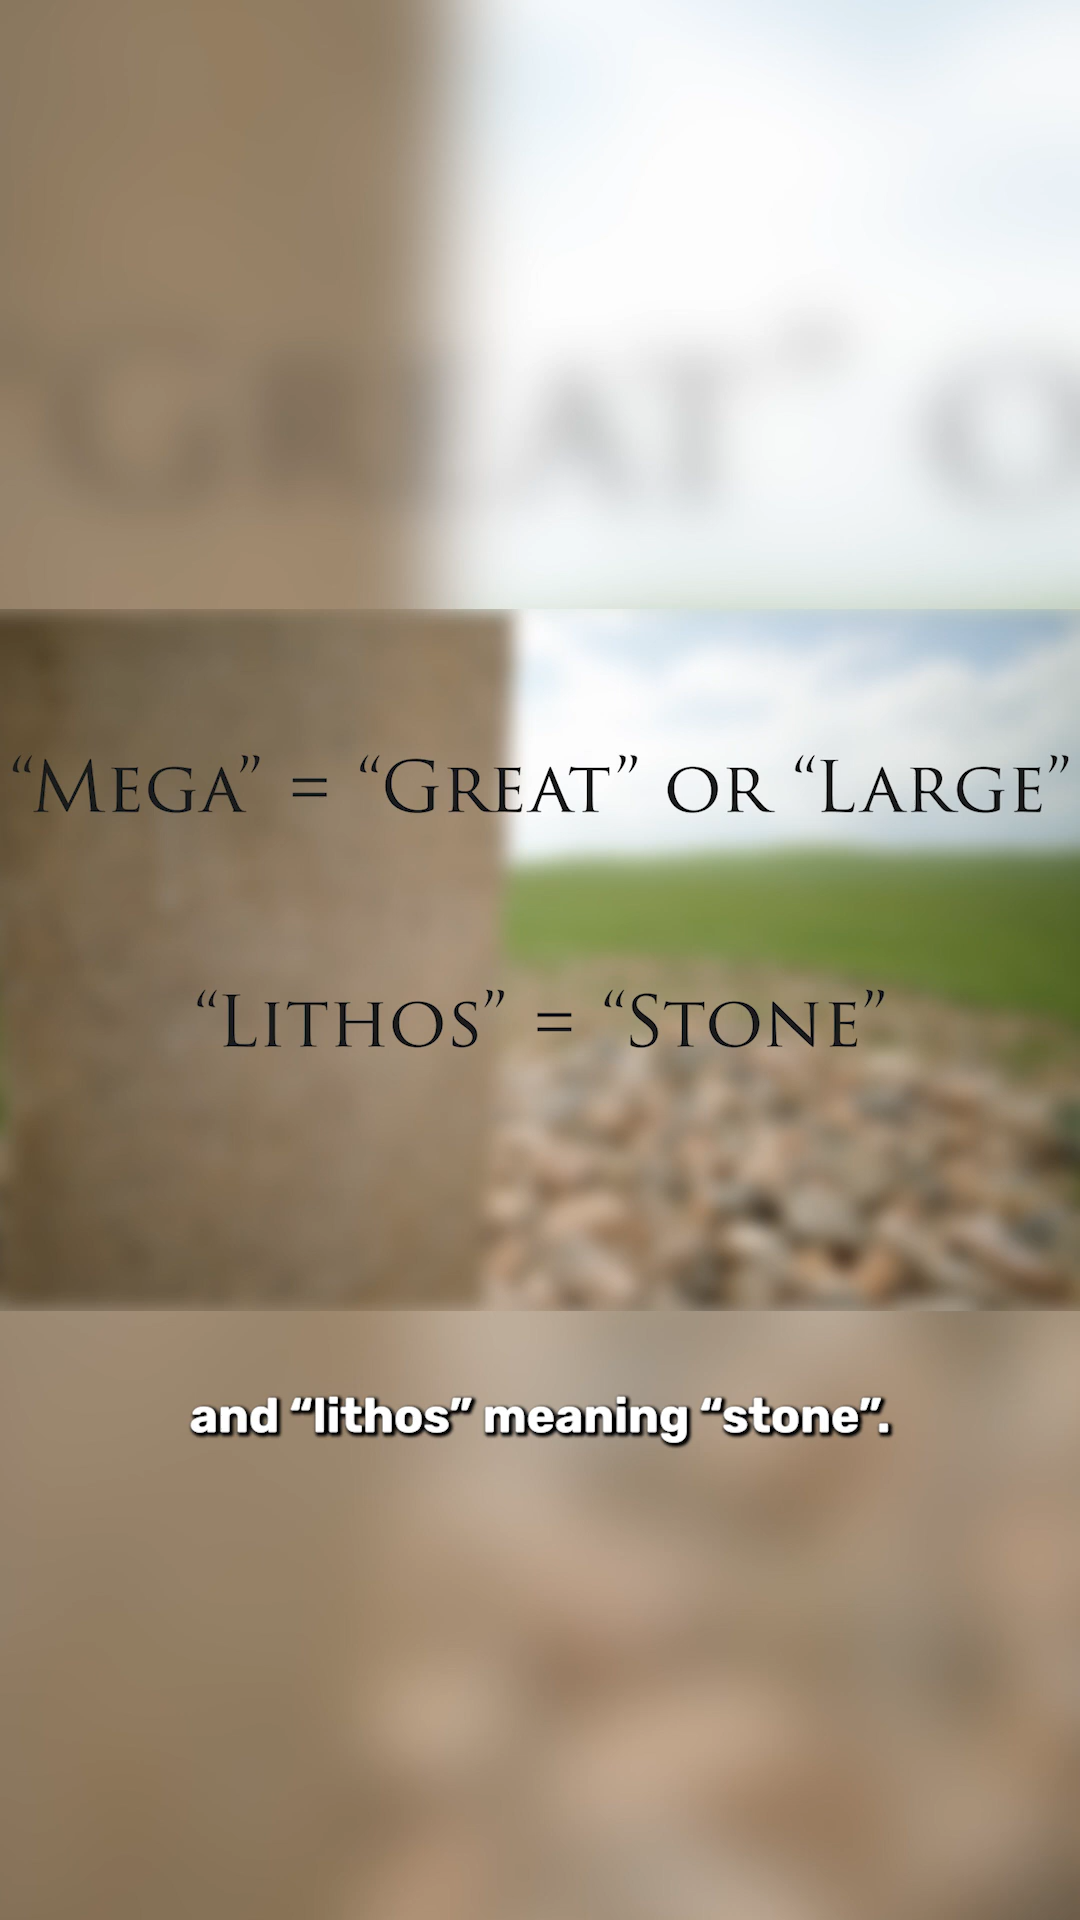 “Mega” = “Great” or “Large”
“Lithos” = “Stone”
and “lithos” meaning “stone”.